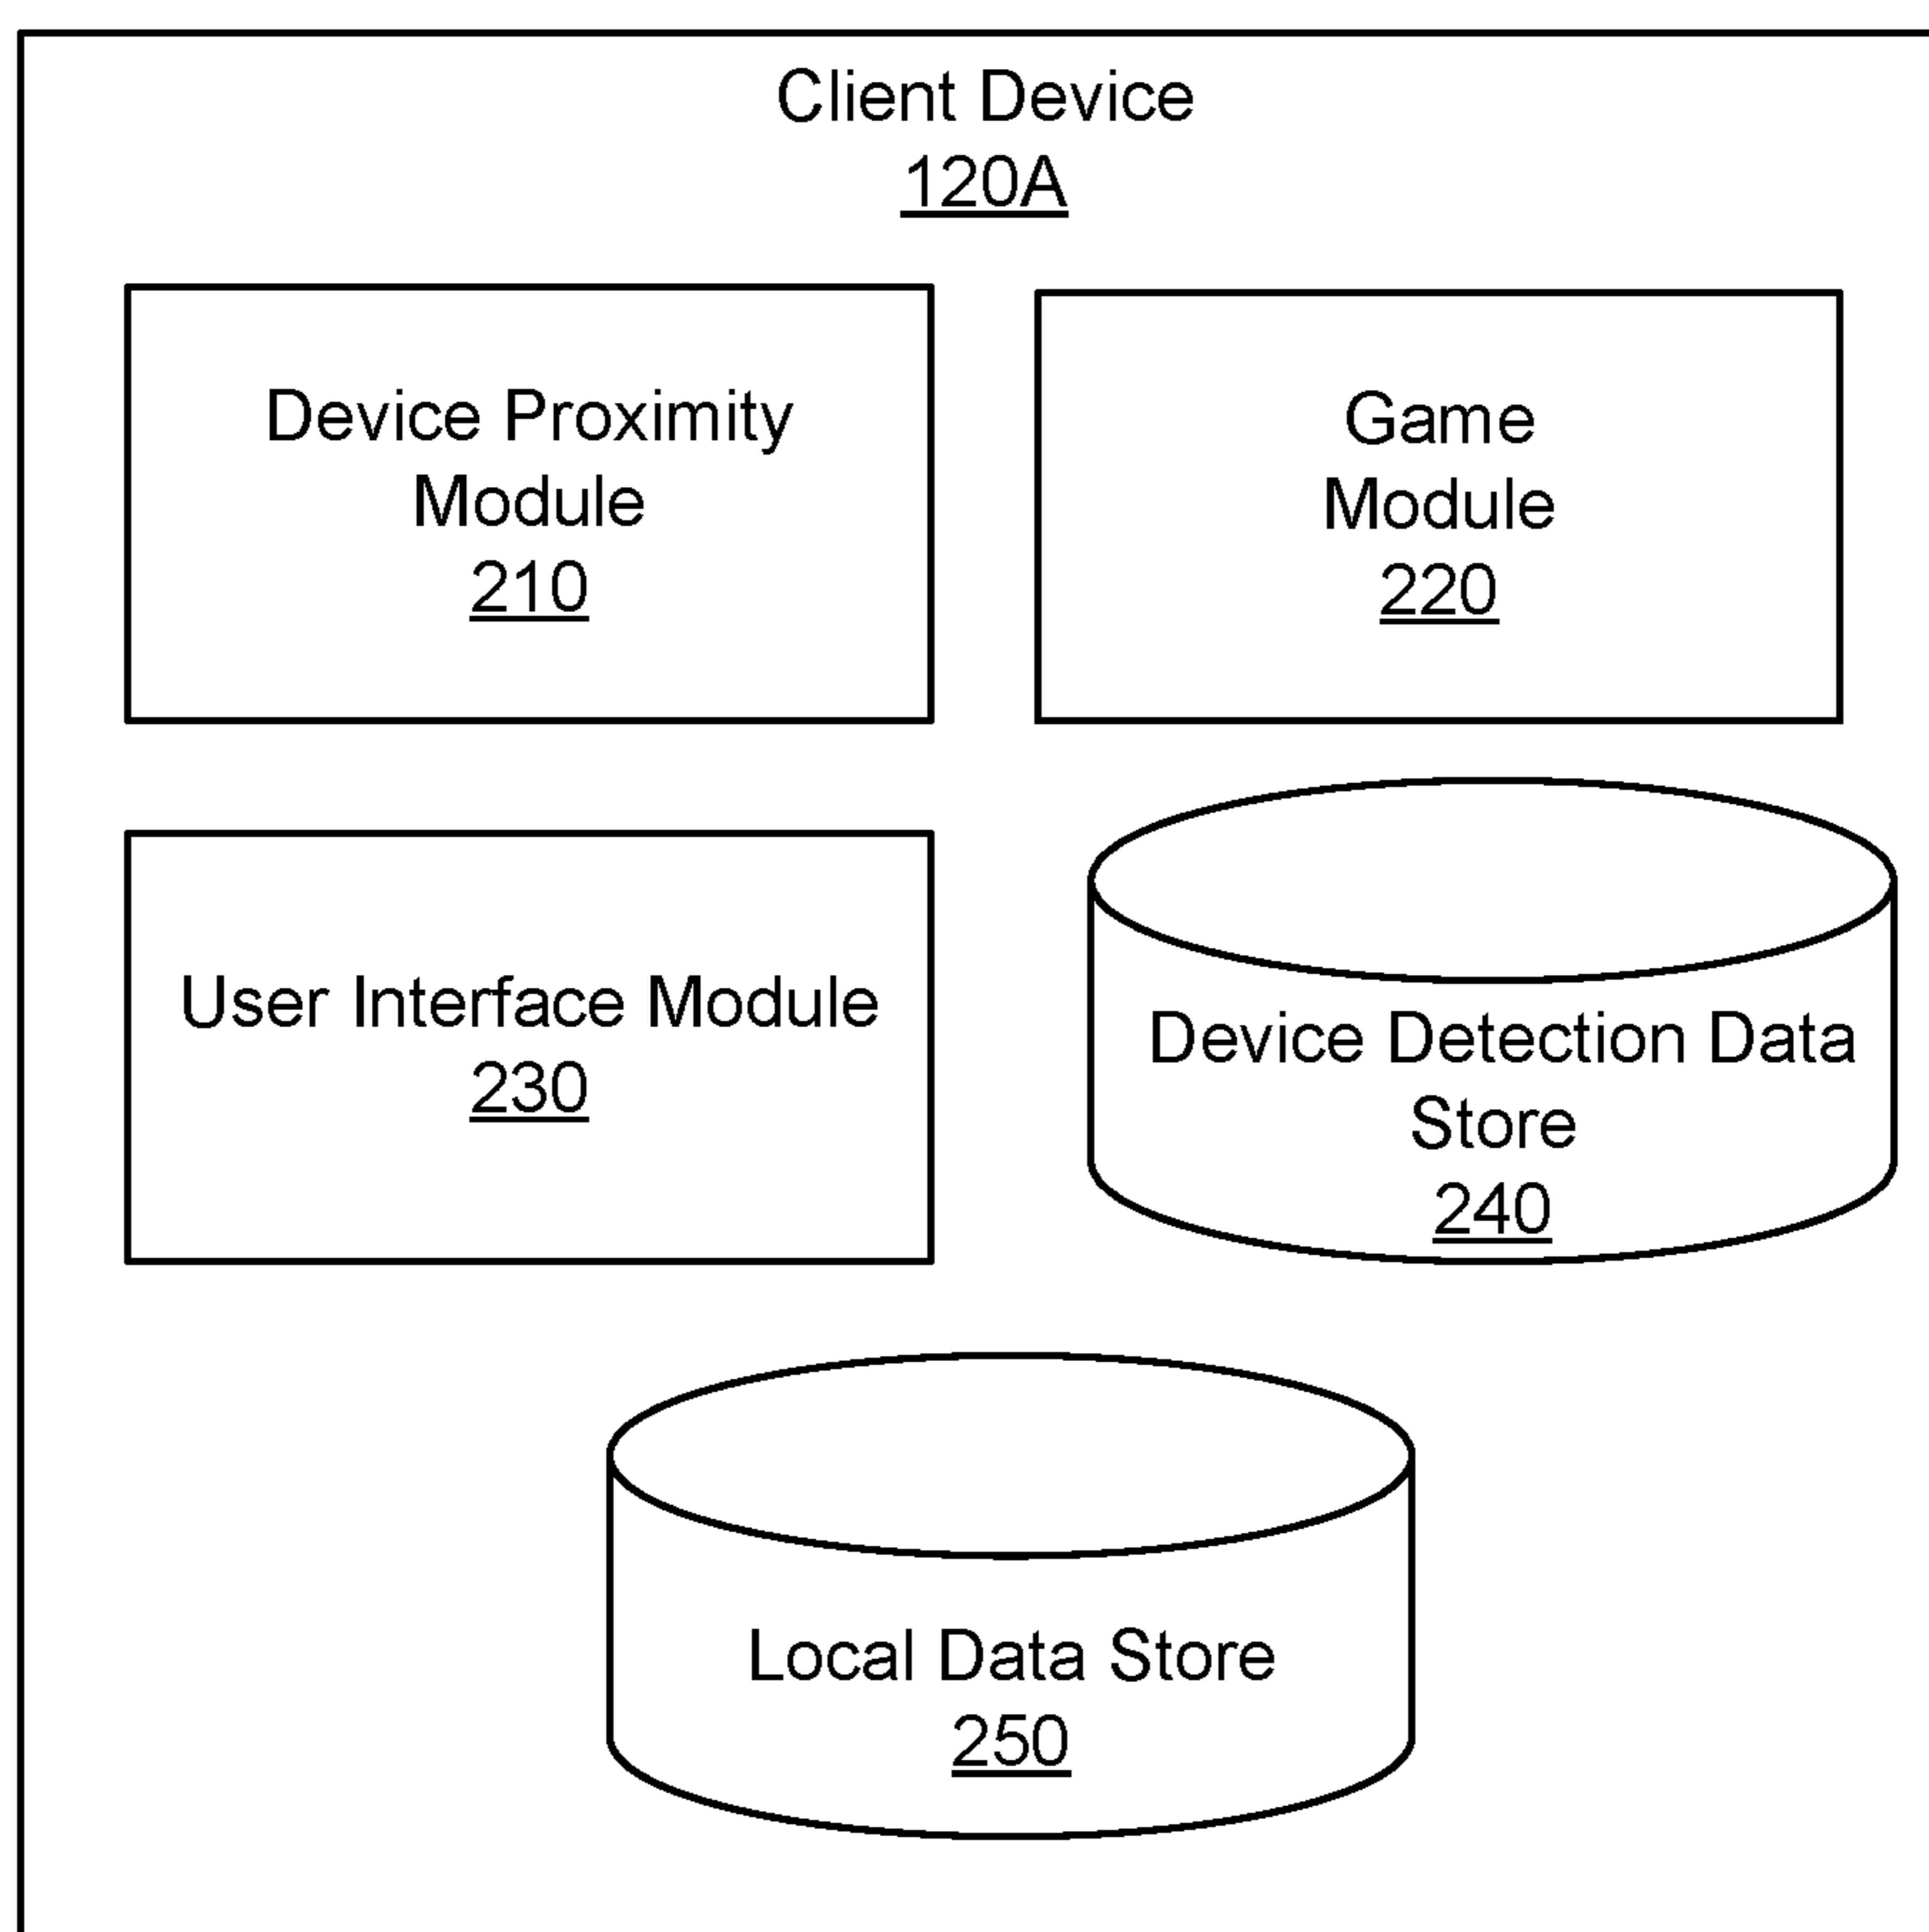 Client Device
120A
Device Proximity
Module
210
Game
Module
220
User Interface Module
230
Device Detection Data
Store
240
Local Data Store
250